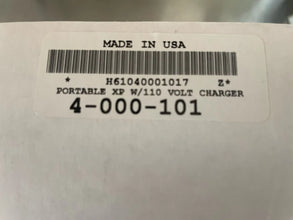 MADE IN USA
* H61040001017 Z*
PORTABLE XP W/110 VOLT CHARGER
4-000-101